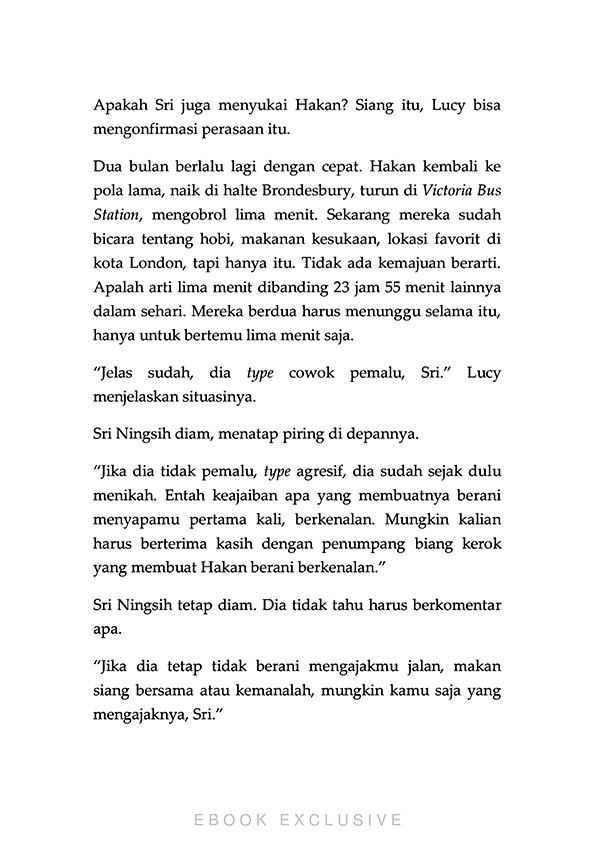 Apakah Sri juga menyukai Hakan? Siang itu, Lucy bisa
mengonfirmasi perasaan itu.
Dua bulan berlalu lagi dengan cepat. Hakan kembali ke
pola lama, naik di halte Brondesbury, turun di Victoria Bus
Station, mengobrol lima menit. Sekarang mereka sudah
bicara tentang hobi, makanan kesukaan, lokasi favorit di
kota London, tapi hanya itu. Tidak ada kemajuan berarti.
Apalah arti lima menit dibanding 23 jam 55 menit lainnya
dalam sehari. Mereka berdua harus menunggu selama itu,
hanya untuk bertemu lima menit saja.
“Jelas sudah, dia type cowok pemalu, Sri.” Lucy
menjelaskan situasinya.
Sri Ningsih diam, menatap piring di depannya.
“Jika dia tidak pemalu, type agresif, dia sudah sejak dulu
menikah. Entah keajaiban apa yang membuatnya berani
menyapamu pertama kali, berkenalan. Mungkin kalian
harus berterima kasih dengan penumpang biang kerok
yang membuat Hakan berani berkenalan.”
Sri Ningsih tetap diam. Dia tidak tahu harus berkomentar
apa.
“Jika dia tetap tidak berani mengajakmu jalan, makan
siang bersama atau kemanalah, mungkin kamu saja yang
mengajaknya, Sri.”
EBOOK EXCLUSIVE